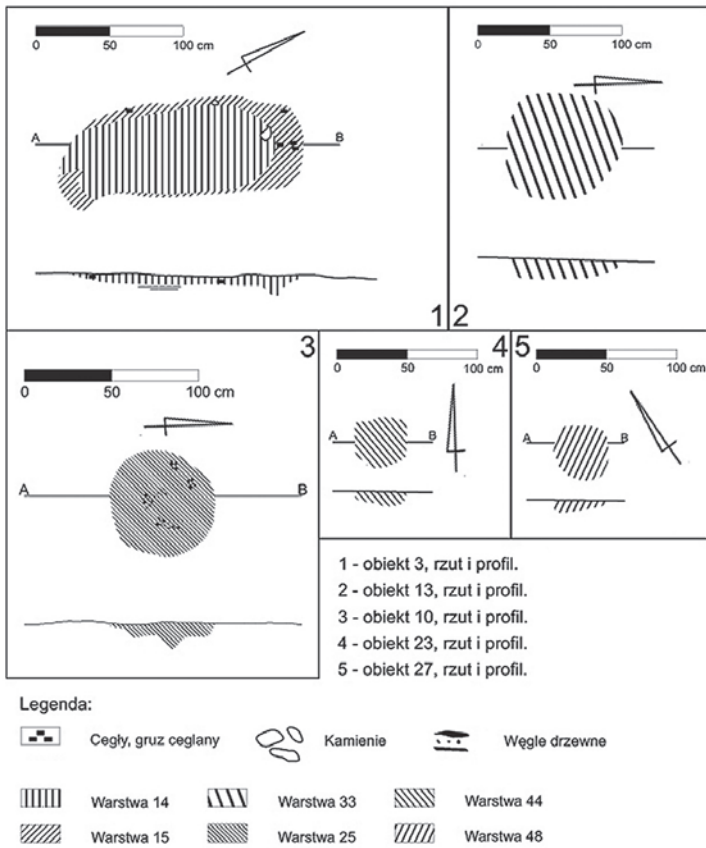 0 50 100 cm
0 50 100 cm
A B
1 2
3 4 5
0 50 100 cm
0 50 100 cm
0 50 100 cm
A B
A B
A B
1 - obiekt 3, rzut i profil.
2 - obiekt 13, rzut i profil.
3 - obiekt 10, rzut i profil.
4 - obiekt 23, rzut i profil.
5 - obiekt 27, rzut i profil.
Legenda:
Cegły, gruz ceglany Kamienie Węgle drzewne
Warstwa 14 Warstwa 33 Warstwa 44
Warstwa 15 Warstwa 25 Warstwa 48